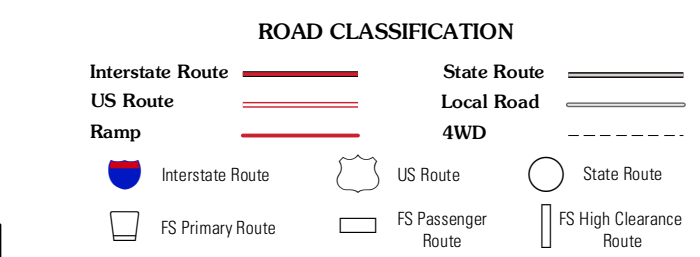 ROAD CLASSIFICATION
Interstate Route
State Route
US Route
Local Road
Ramp
4WD
Interstate Route
US Route
State Route
FS Primary Route
FS Passenger
Route
FS High Clearance
Route